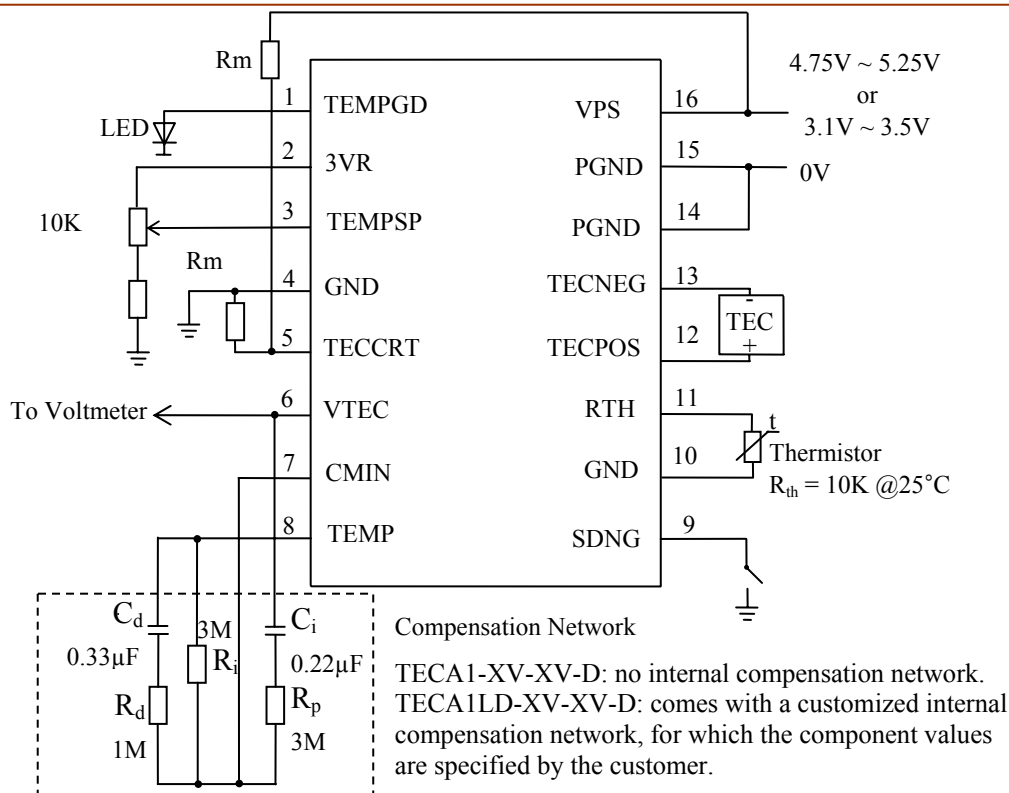 Rm
4.75V ~ 5.25V
or
3.1V ~ 3.5V
1
TEMPGD
VPS
16
LED
2
3VR
PGND
15
0V
10K
3
TEMPSP
PGND
14
Rm
4
GND
TECNEG
13
-
TEC
+
5
TECCRT
TECPOS
12
To Voltmeter
6
VTEC
RTH
11
t
Thermistor
Rth = 10K @25°C
7
CMIN
GND
10
8
TEMP
SDNG
9
Cd
3M
Ci
0.33µF
Ri
0.22µF
Rd
Rp
1M
3M
Compensation Network
TECA1-XV-XV-D: no internal compensation network.
TECA1LD-XV-XV-D: comes with a customized internal
compensation network, for which the component values
are specified by the customer.